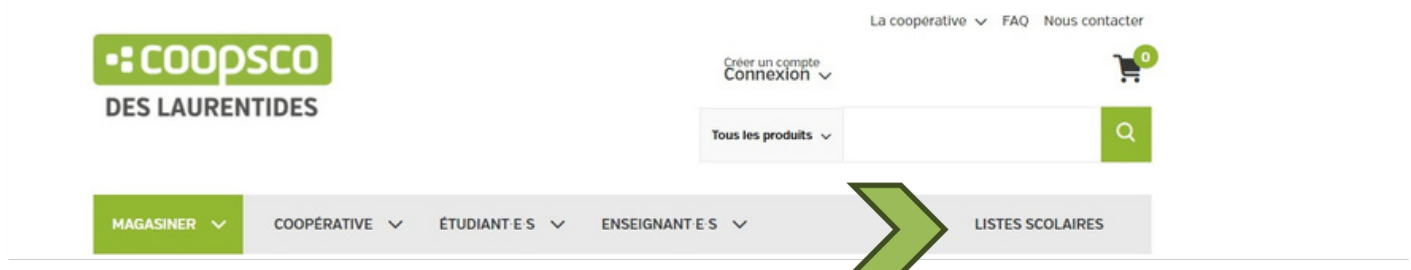 La coopérative FAQ Nous contacter
coopsco
DES LAURENTIDES
Créer un compte
Connexion
0
Tous les produits
MAGASINER COOPÉRATIVE ÉTUDIANT·E·S ENSEIGNANT·E·S LISTES SCOLAIRES